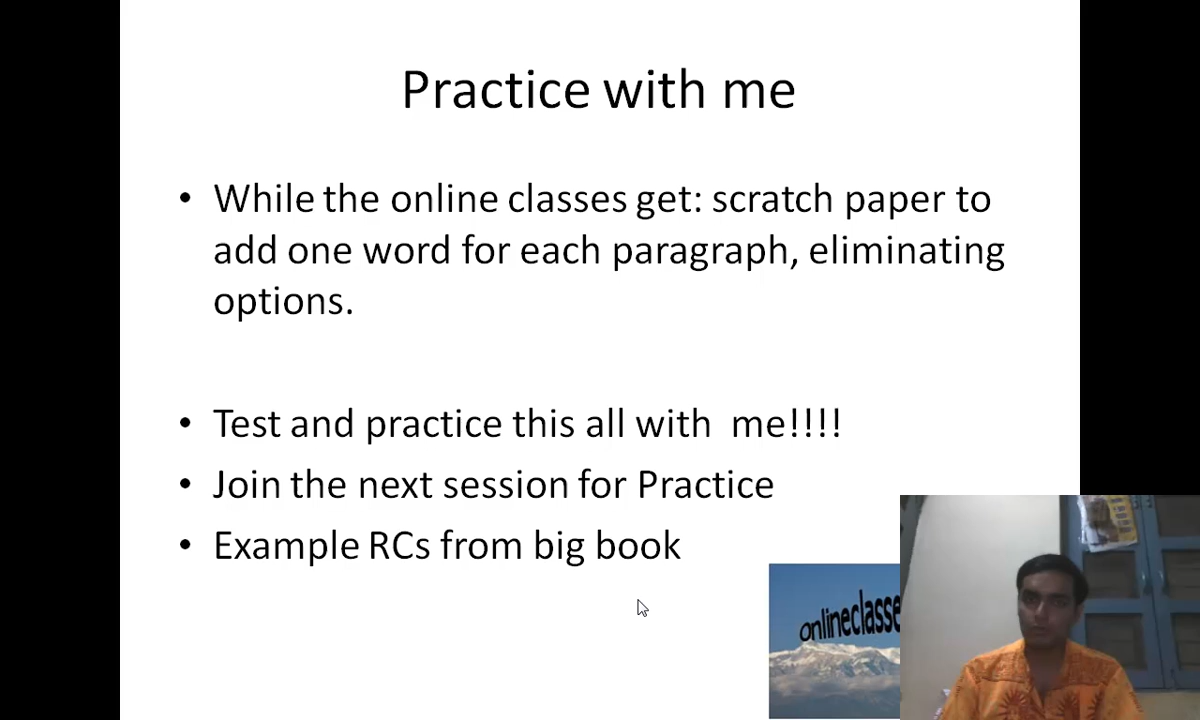 Practice with me
• While the online classes get: scratch paper to
add one word for each paragraph, eliminating
options.
• Test and practice this all with me!!!!
• Join the next session for Practice
• Example RCs from big book
onlineclasse